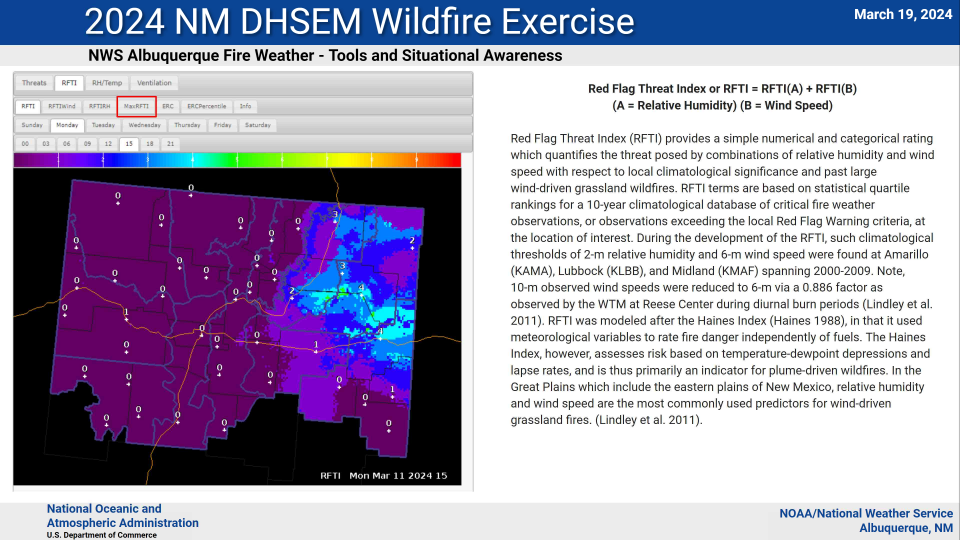 2024 NM DHSEM Wildfire Exercise
March 19, 2024
NWS Albuquerque Fire Weather - Tools and Situational Awareness
Threats RFTI RH/Temp Ventilation
RFTI RFTIWind RFTIRH MaxRFTI ERC ERCPercentile Info
Sunday Monday Tuesday Wednesday Thursday Friday Saturday
00 03 06 09 12 15 18 21
0
0
3
0
0
0
0
0
2
0
0
0
3
0
0
0
0
0
2
4
0
1
0
0
0
4
0
1
0
0
0
0
0
0
1
0
0
0
0
0
0
RFTI Mon Mar 11 2024 15
Red Flag Threat Index or RFTI = RFTI(A) + RFTI(B)
(A = Relative Humidity) (B = Wind Speed)
Red Flag Threat Index (RFTI) provides a simple numerical and categorical rating
which quantifies the threat posed by combinations of relative humidity and wind
speed with respect to local climatological significance and past large
wind-driven grassland wildfires. RFTI terms are based on statistical quartile
rankings for a 10-year climatological database of critical fire weather
observations, or observations exceeding the local Red Flag Warning criteria, at
the location of interest. During the development of the RFTI, such climatological
thresholds of 2-m relative humidity and 6-m wind speed were found at Amarillo
(KAMA), Lubbock (KLBB), and Midland (KMAF) spanning 2000-2009. Note,
10-m observed wind speeds were reduced to 6-m via a 0.886 factor as
observed by the WTM at Reese Center during diurnal burn periods (Lindley et al.
2011). RFTI was modeled after the Haines Index (Haines 1988), in that it used
meteorological variables to rate fire danger independently of fuels. The Haines
Index, however, assesses risk based on temperature-dewpoint depressions and
lapse rates, and is thus primarily an indicator for plume-driven wildfires. In the
Great Plains which include the eastern plains of New Mexico, relative humidity
and wind speed are the most commonly used predictors for wind-driven
grassland fires. (Lindley et al. 2011).
National Oceanic and
Atmospheric Administration
U.S. Department of Commerce
NOAA/National Weather Service
Albuquerque, NM